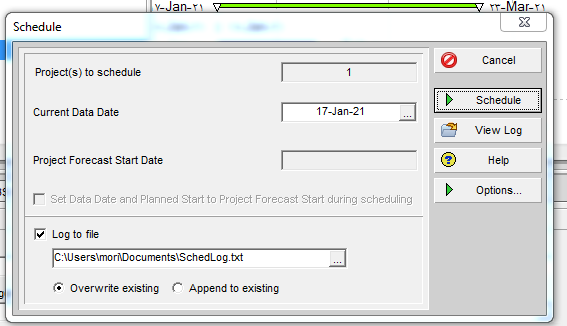 ٧-Jan-٢١
٢٣-Mar-٢١
Schedule
Project(s) to schedule
1
Cancel
Current Data Date
17-Jan-21
...
Schedule
View Log
Project Forecast Start Date
Help
Set Data Date and Planned Start to Project Forecast Start during scheduling
Options...
Log to file
C:\Users\mori\Documents\SchedLog.txt
...
Overwrite existing
Append to existing